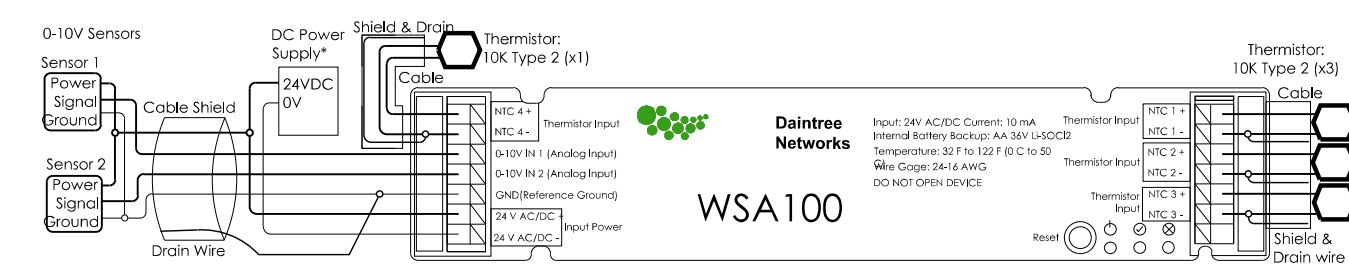 0-10V Sensors
Sensor 1
Power
Signal
Ground
Sensor 2
Power
Signal
Ground
Cable Shield
Drain Wire
DC Power
Supply*
24VDC
0V
Shield & Drain
Cable
Thermistor:
10K Type 2 (x1)
NTC 4 +
NTC 4 -
Thermistor Input
0-10V IN 1 (Analog Input)
0-10V IN 2 (Analog Input)
GND(Reference Ground)
24 V AC/DC +
24 V AC/DC -
Input Power
Daintree
Networks
WSA100
Input: 24V AC/DC Current: 10 mA
Internal Battery Backup: AA 36V Li-SOCl2
Temperature: 32 F to 122 F (0 C to 50
C)
Wire Gage: 24-16 AWG
DO NOT OPEN DEVICE
Reset
Thermistor Input
NTC 1 +
NTC 1 -
Thermistor Input
NTC 2 +
NTC 2 -
Thermistor
Input
NTC 3 +
NTC 3 -
Thermistor:
10K Type 2 (x3)
Cable
Shield &
Drain wire